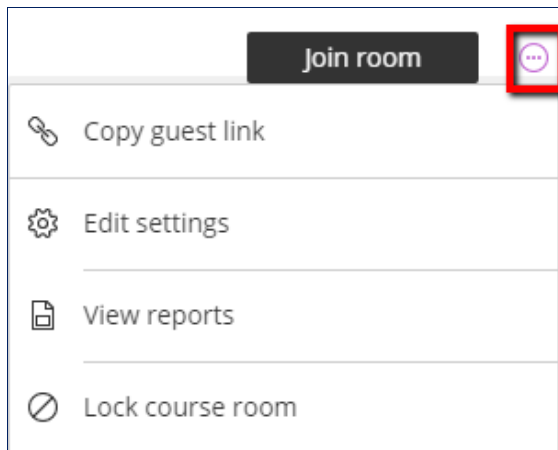 Join room
Copy guest link
Edit settings
View reports
Lock course room